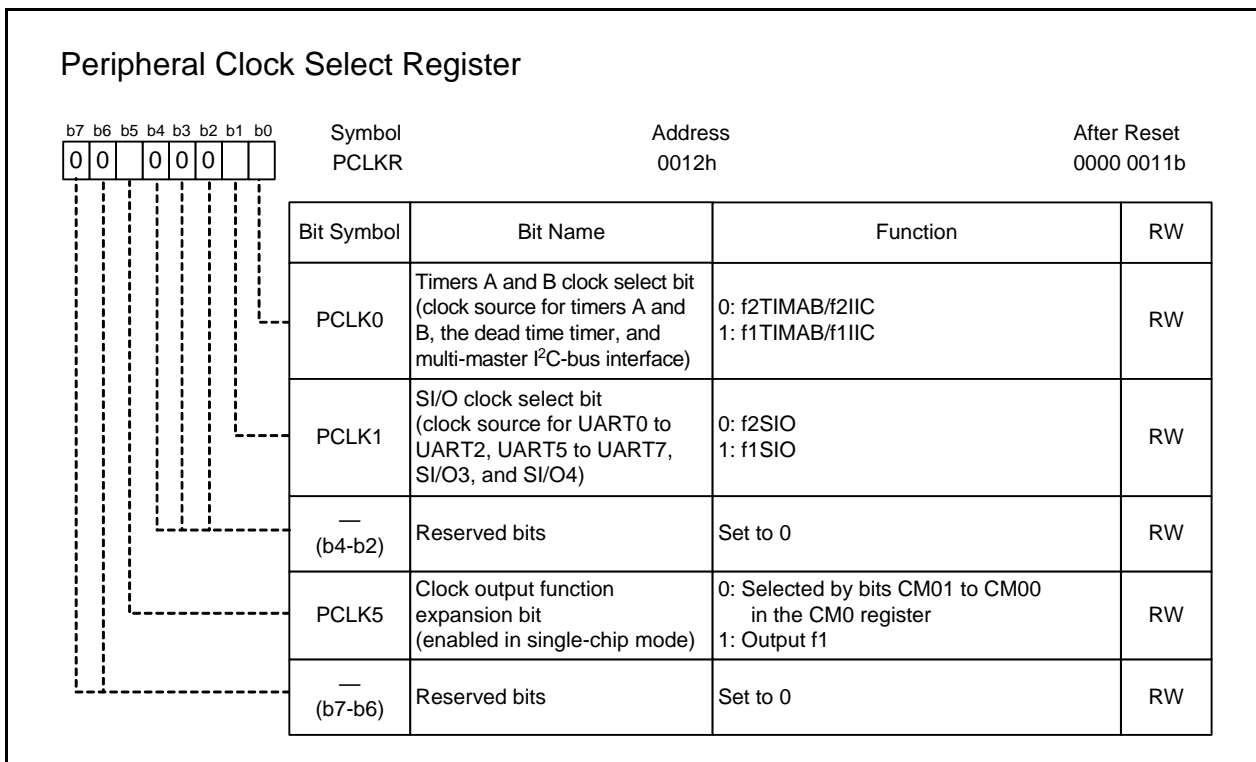 Peripheral Clock Select Register
b7 b6 b5 b4 b3 b2 b1 b0
0 0 0 0 0
Symbol Address After Reset
PCLKR 0012h 0000 0011b
Bit Symbol Bit Name Function RW
PCLK0
Timers A and B clock select bit
(clock source for timers A and
B, the dead time timer, and
multi-master I²C-bus interface)
0: f2TIMAB/f2IIC
1: f1TIMAB/f1IIC
RW
PCLK1
SI/O clock select bit
(clock source for UART0 to
UART2, UART5 to UART7,
SI/O3, and SI/O4)
0: f2SIO
1: f1SIO
RW
—
(b4-b2)
Reserved bits
Set to 0
RW
PCLK5
Clock output function
expansion bit
(enabled in single-chip mode)
0: Selected by bits CM01 to CM00
in the CM0 register
1: Output f1
RW
—
(b7-b6)
Reserved bits
Set to 0
RW